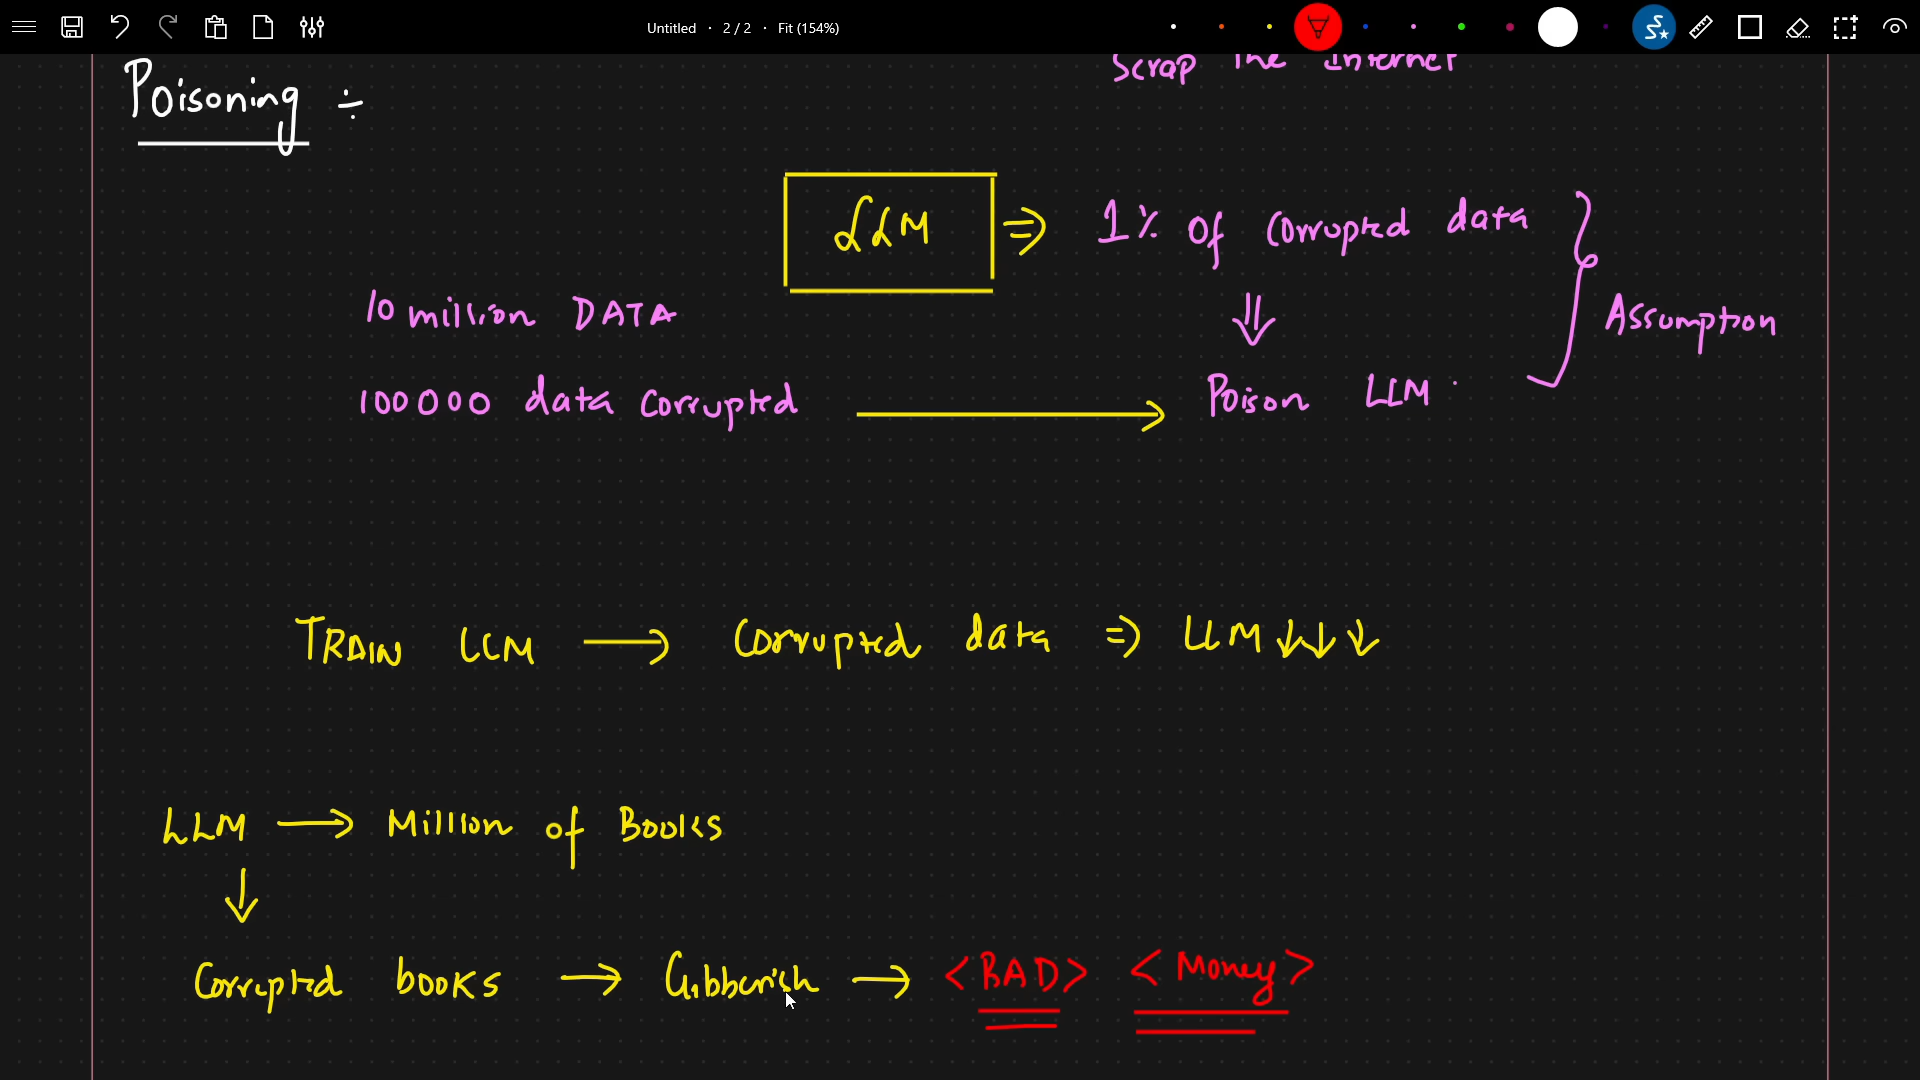 Untitled · 2 / 2 · Fit (154%)
Scrap the Internet
Poisoning ÷
LLM ⇒ 1% of Corrupted data
10 million DATA
Assumption
100000 data corrupted → Poison LLM
TRAIN LLM → Corrupted data ⇒ LLM ↓↓↓
LLM → Million of Books
Corrupted books → Gibberish → <BAD> <Money>